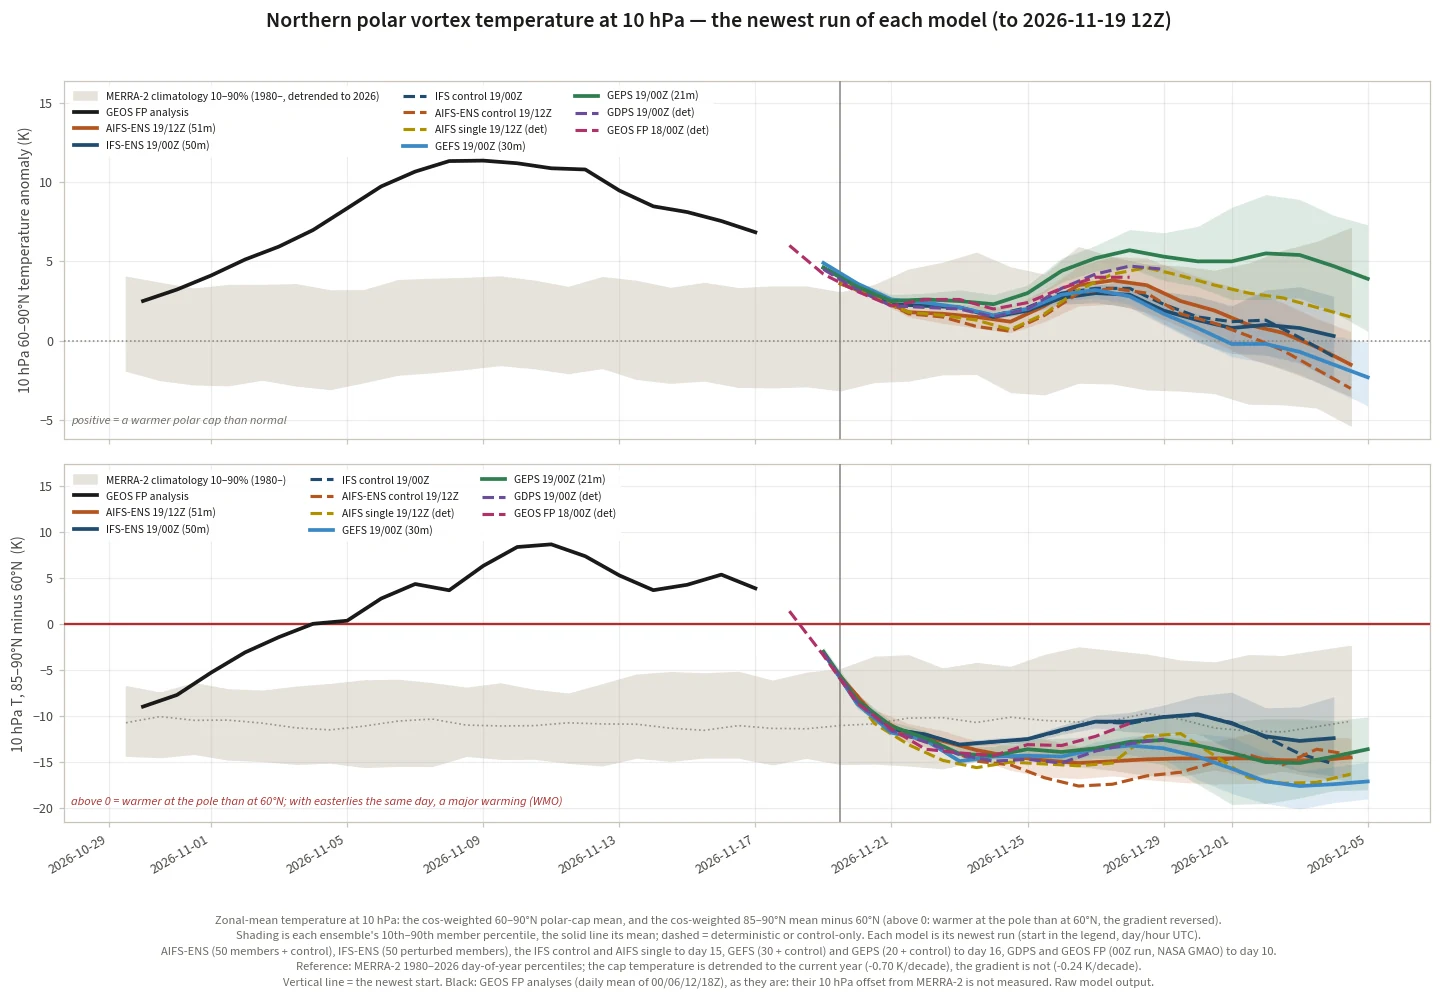 Northern polar vortex temperature at 10 hPa — the newest run of each model (to 2026-11-19 12Z)
10 hPa 60–90°N temperature anomaly (K)
15
10
5
0
−5
MERRA-2 climatology 10–90% (1980–, detrended to 2026)
GEOS FP analysis
AIFS-ENS 19/12Z (51m)
IFS-ENS 19/00Z (50m)
IFS control 19/00Z
AIFS-ENS control 19/12Z
AIFS single 19/12Z (det)
GEFS 19/00Z (30m)
GEPS 19/00Z (21m)
GDPS 19/00Z (det)
GEOS FP 18/00Z (det)
positive = a warmer polar cap than normal
10 hPa T, 85–90°N minus 60°N (K)
15
10
5
0
−5
−10
−15
−20
MERRA-2 climatology 10–90% (1980–)
GEOS FP analysis
AIFS-ENS 19/12Z (51m)
IFS-ENS 19/00Z (50m)
IFS control 19/00Z
AIFS-ENS control 19/12Z
AIFS single 19/12Z (det)
GEFS 19/00Z (30m)
GEPS 19/00Z (21m)
GDPS 19/00Z (det)
GEOS FP 18/00Z (det)
above 0 = warmer at the pole than at 60°N; with easterlies the same day, a major warming (WMO)
2026-10-29
2026-11-01
2026-11-05
2026-11-09
2026-11-13
2026-11-17
2026-11-21
2026-11-25
2026-11-29
2026-12-01
2026-12-05
Zonal-mean temperature at 10 hPa: the cos-weighted 60–90°N polar-cap mean, and the cos-weighted 85–90°N mean minus 60°N (above 0: warmer at the pole than at 60°N, the gradient reversed).
Shading is each ensemble's 10th–90th member percentile, the solid line its mean; dashed = deterministic or control-only. Each model is its newest run (start in the legend, day/hour UTC).
AIFS-ENS (50 members + control), IFS-ENS (50 perturbed members), the IFS control and AIFS single to day 15, GEFS (30 + control) and GEPS (20 + control) to day 16, GDPS and GEOS FP (00Z run, NASA GMAO) to day 10.
Reference: MERRA-2 1980–2026 day-of-year percentiles; the cap temperature is detrended to the current year (-0.70 K/decade), the gradient is not (-0.24 K/decade).
Vertical line = the newest start. Black: GEOS FP analyses (daily mean of 00/06/12/18Z), as they are: their 10 hPa offset from MERRA-2 is not measured. Raw model output.